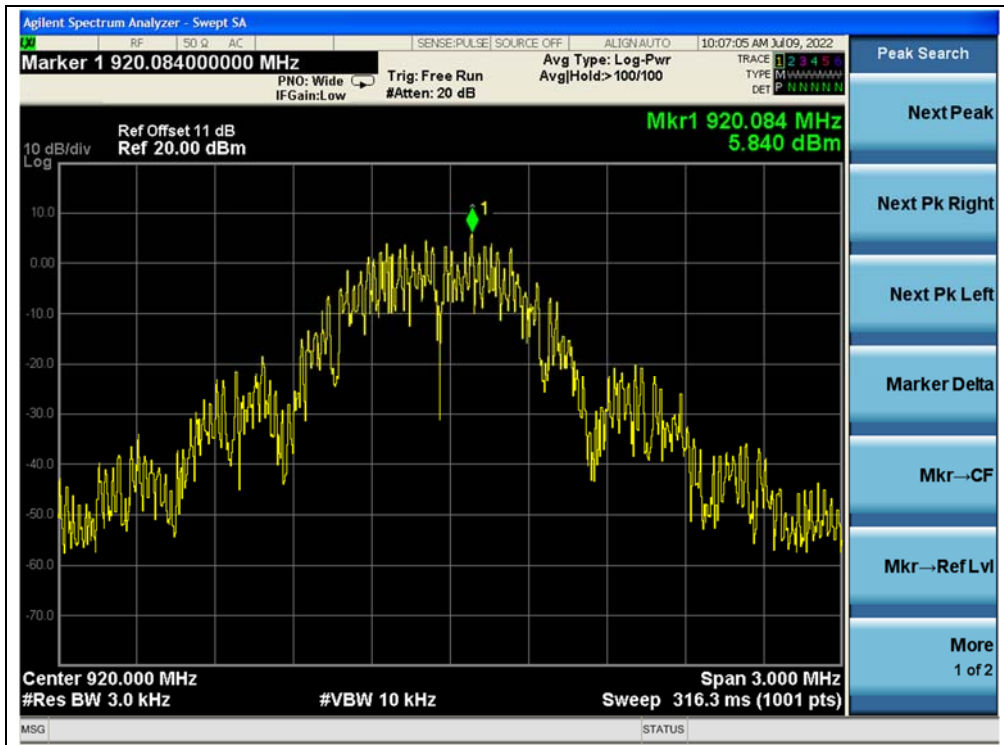 Agilent Spectrum Analyzer - Swept SA
RF 50 Ω AC SENSE:PULSE SOURCE OFF ALIGN AUTO 10:07:05 AM Jul 09, 2022
Marker 1 920.084000000 MHz
PNO: Wide
IFGain:Low
Trig: Free Run
#Atten: 20 dB
Avg Type: Log-Pwr
Avg|Hold:> 100/100
TRACE 1 2 3 4 5 6
TYPE M
DET P N N N N N
Peak Search
Mkr1 920.084 MHz
5.840 dBm
Ref Offset 11 dB
10 dB/div Ref 20.00 dBm
Log
1
10.0
0.00
-10.0
-20.0
-30.0
-40.0
-50.0
-60.0
-70.0
Center 920.000 MHz Span 3.000 MHz
#Res BW 3.0 kHz #VBW 10 kHz Sweep 316.3 ms (1001 pts)
MSG STATUS
Next Peak
Next Pk Right
Next Pk Left
Marker Delta
Mkr→CF
Mkr→Ref Lvl
More
1 of 2